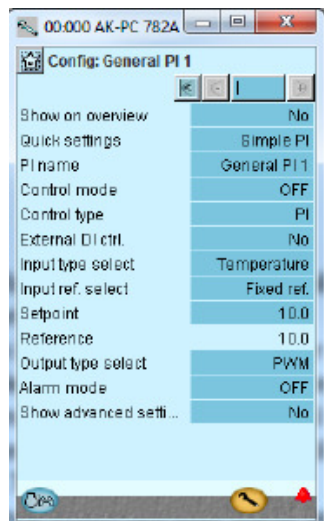 00:000 AK-PC 782A
Config: General PI 1
Show on overview No
Quick settings Simple PI
PI name General PI 1
Control mode OFF
Control type PI
External DI ctrl. No
Input type select Temperature
Input ref. select Fixed ref.
Setpoint 10.0
Reference 10.0
Output type select PWM
Alarm mode OFF
Show advanced setti... No